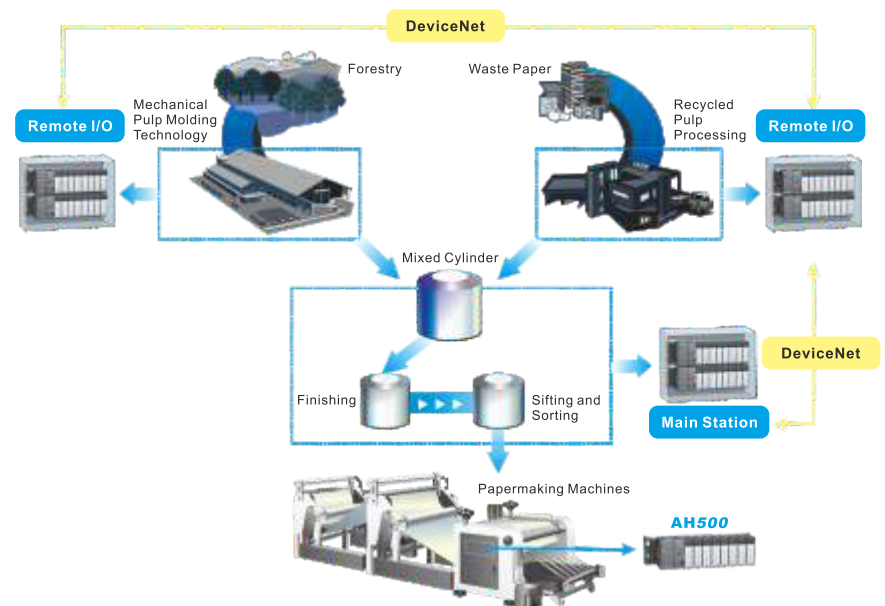 DeviceNet
Forestry
Waste Paper
Mechanical
Pulp Molding
Technology
Recycled
Pulp
Processing
Remote I/O
Remote I/O
Mixed Cylinder
DeviceNet
Finishing
Sifting and
Sorting
Main Station
Papermaking Machines
AH500